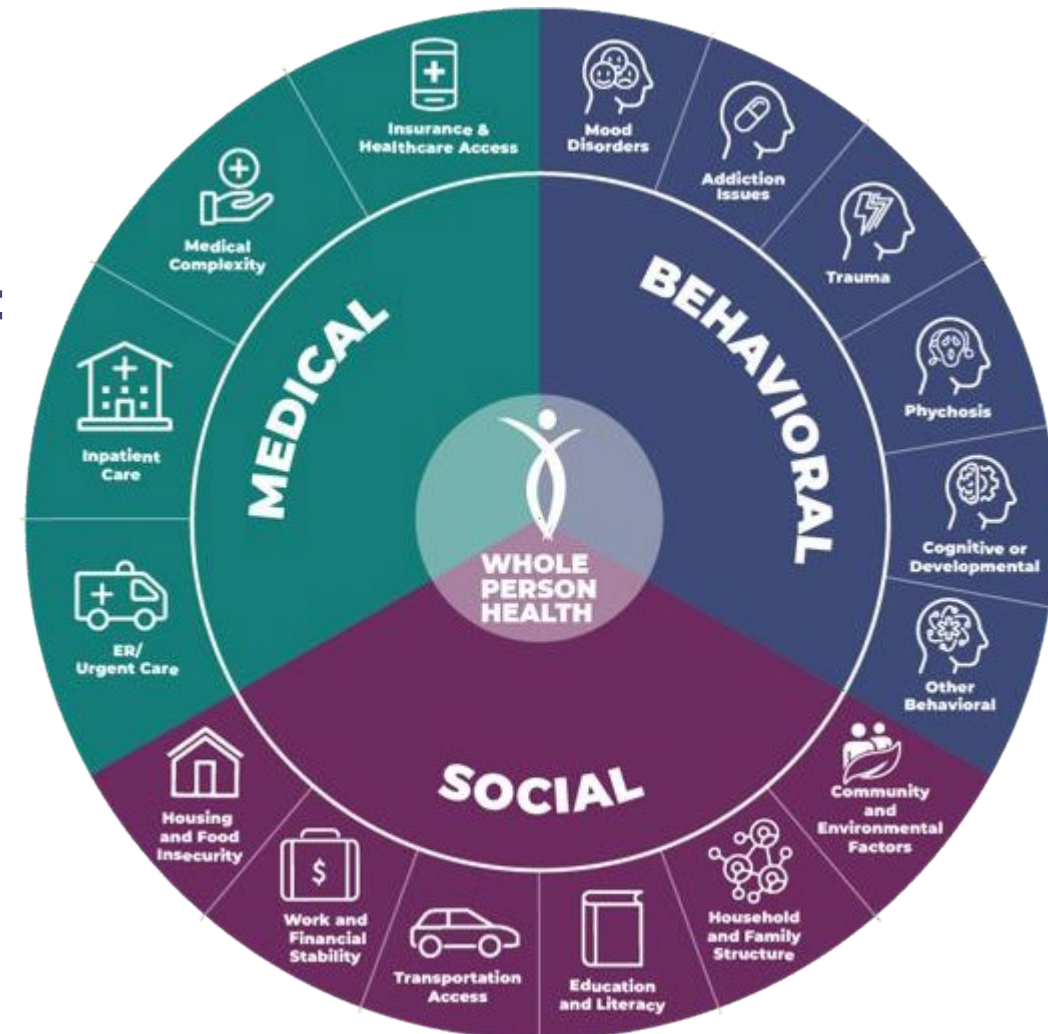 Insurance &
Healthcare Access
Medical
Complexity
Inpatient
Care
ER/
Urgent Care
MEDICAL
Mood
Disorders
Addiction
Issues
Trauma
Phychosis
Cognitive or
Developmental
Other
Behavioral
BEHAVIORAL
WHOLE
PERSON
HEALTH
SOCIAL
Housing
and Food
Insecurity
Work and
Financial
Stability
$
Transportation
Access
Education
and Literacy
Household
and Family
Structure
Community
and
Environmental
Factors